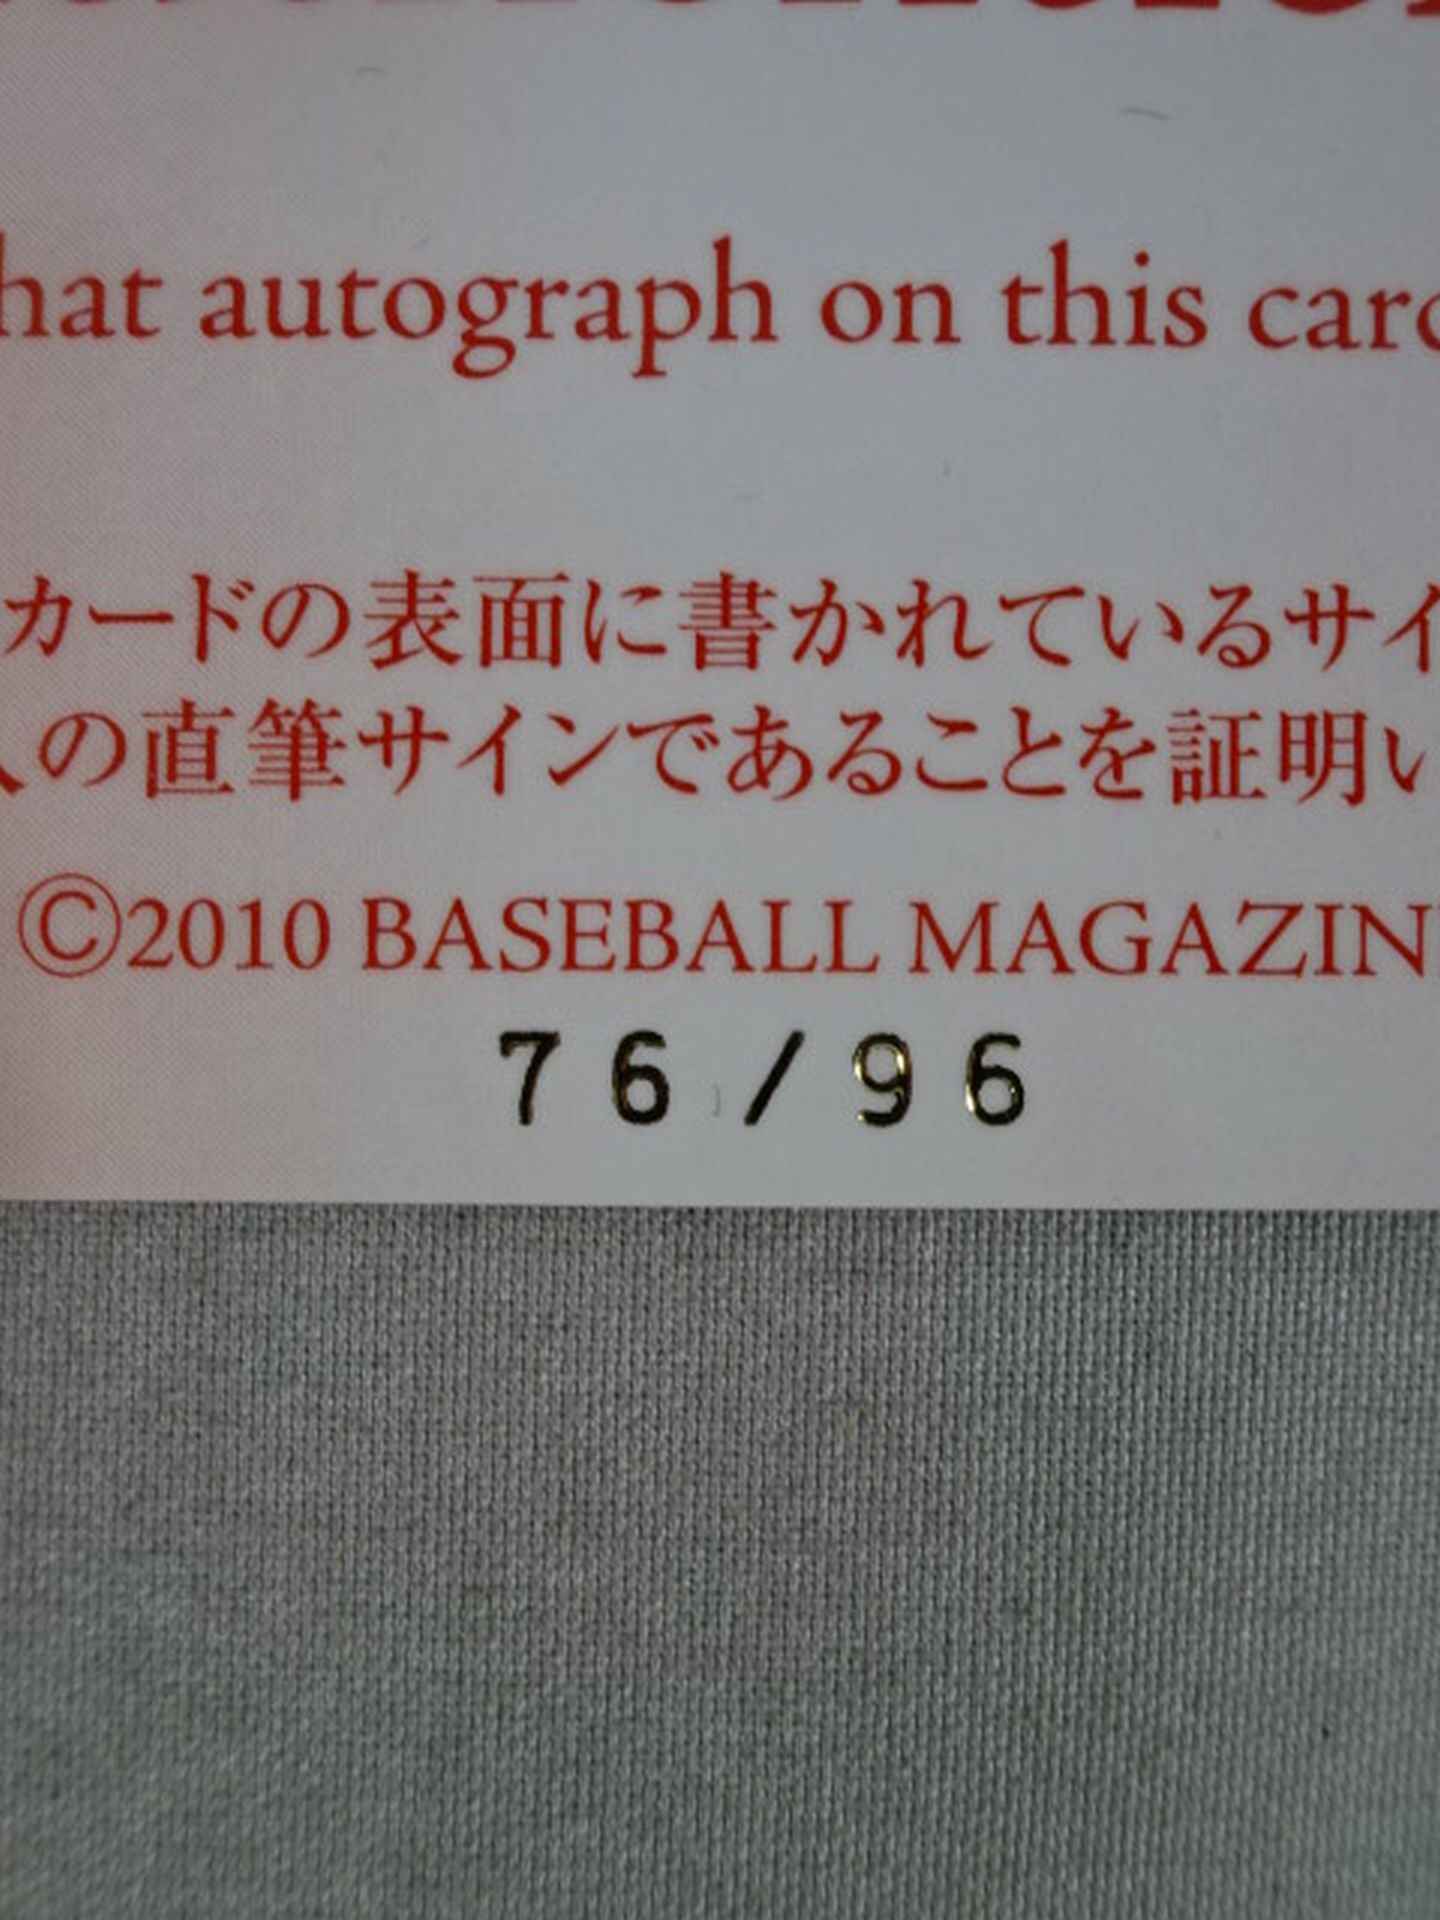 hat autograph on this card
カードの表面に書かれているサイ
の直筆サインであることを証明い
©2010 BASEBALL MAGAZIN
76/96